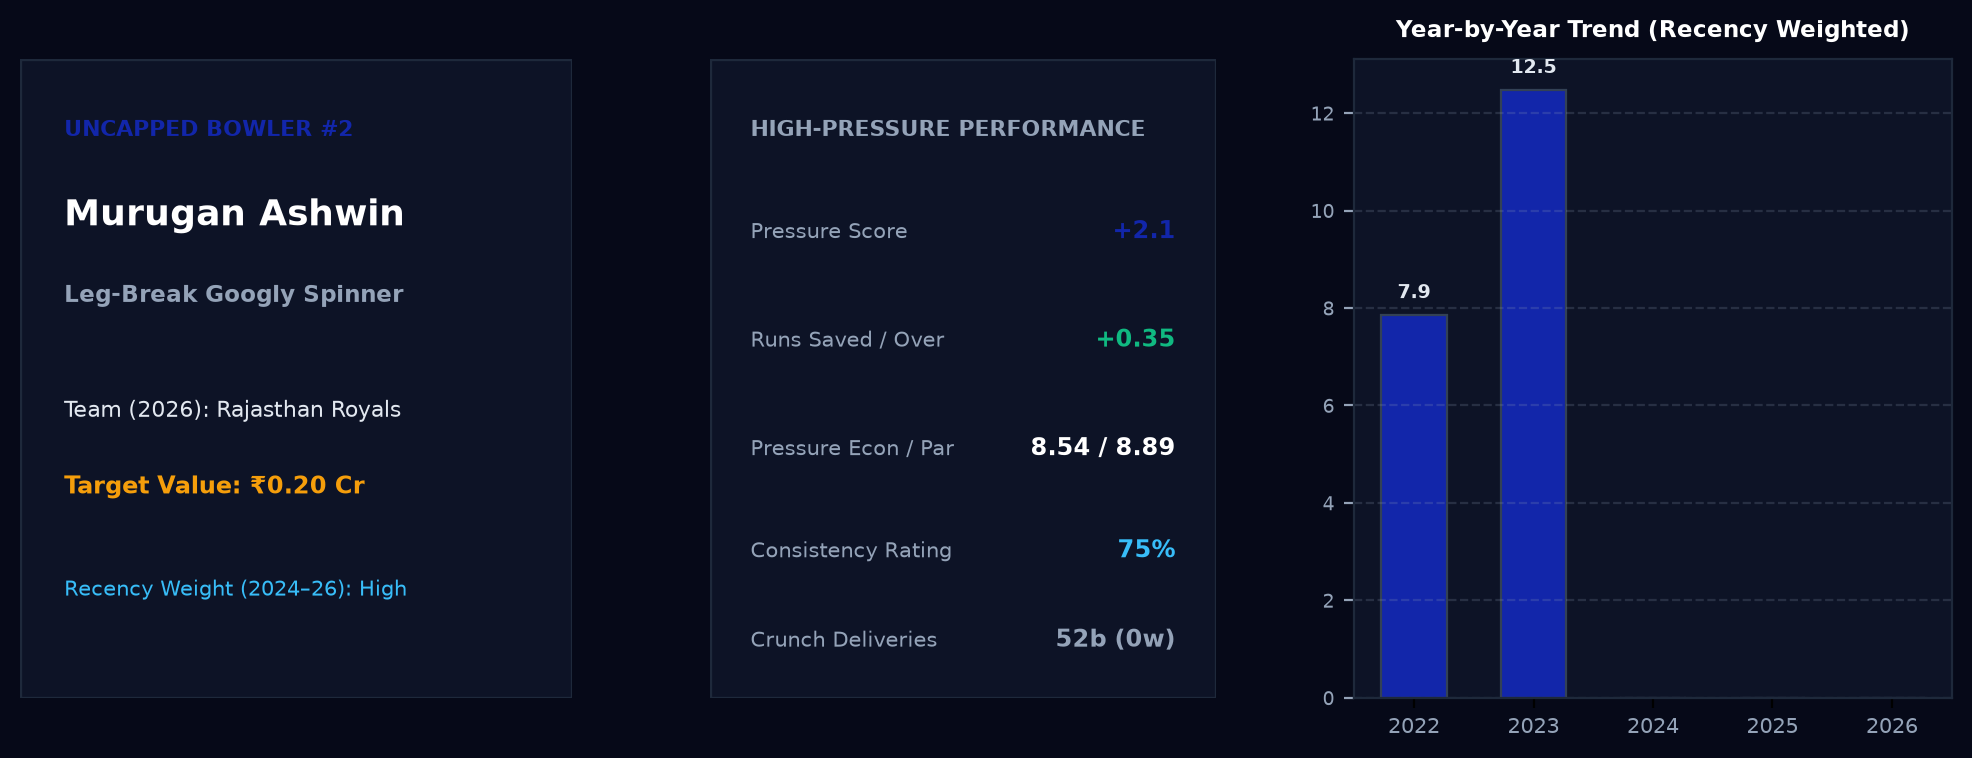 UNCAPPED BOWLER #2
Murugan Ashwin
Leg-Break Googly Spinner
Team (2026): Rajasthan Royals
Target Value: ₹0.20 Cr
Recency Weight (2024–26): High
HIGH-PRESSURE PERFORMANCE
Pressure Score +2.1
Runs Saved / Over +0.35
Pressure Econ / Par 8.54 / 8.89
Consistency Rating 75%
Crunch Deliveries 52b (0w)
Year-by-Year Trend (Recency Weighted)
12.5
7.9
12
10
8
6
4
2
0
2022 2023 2024 2025 2026